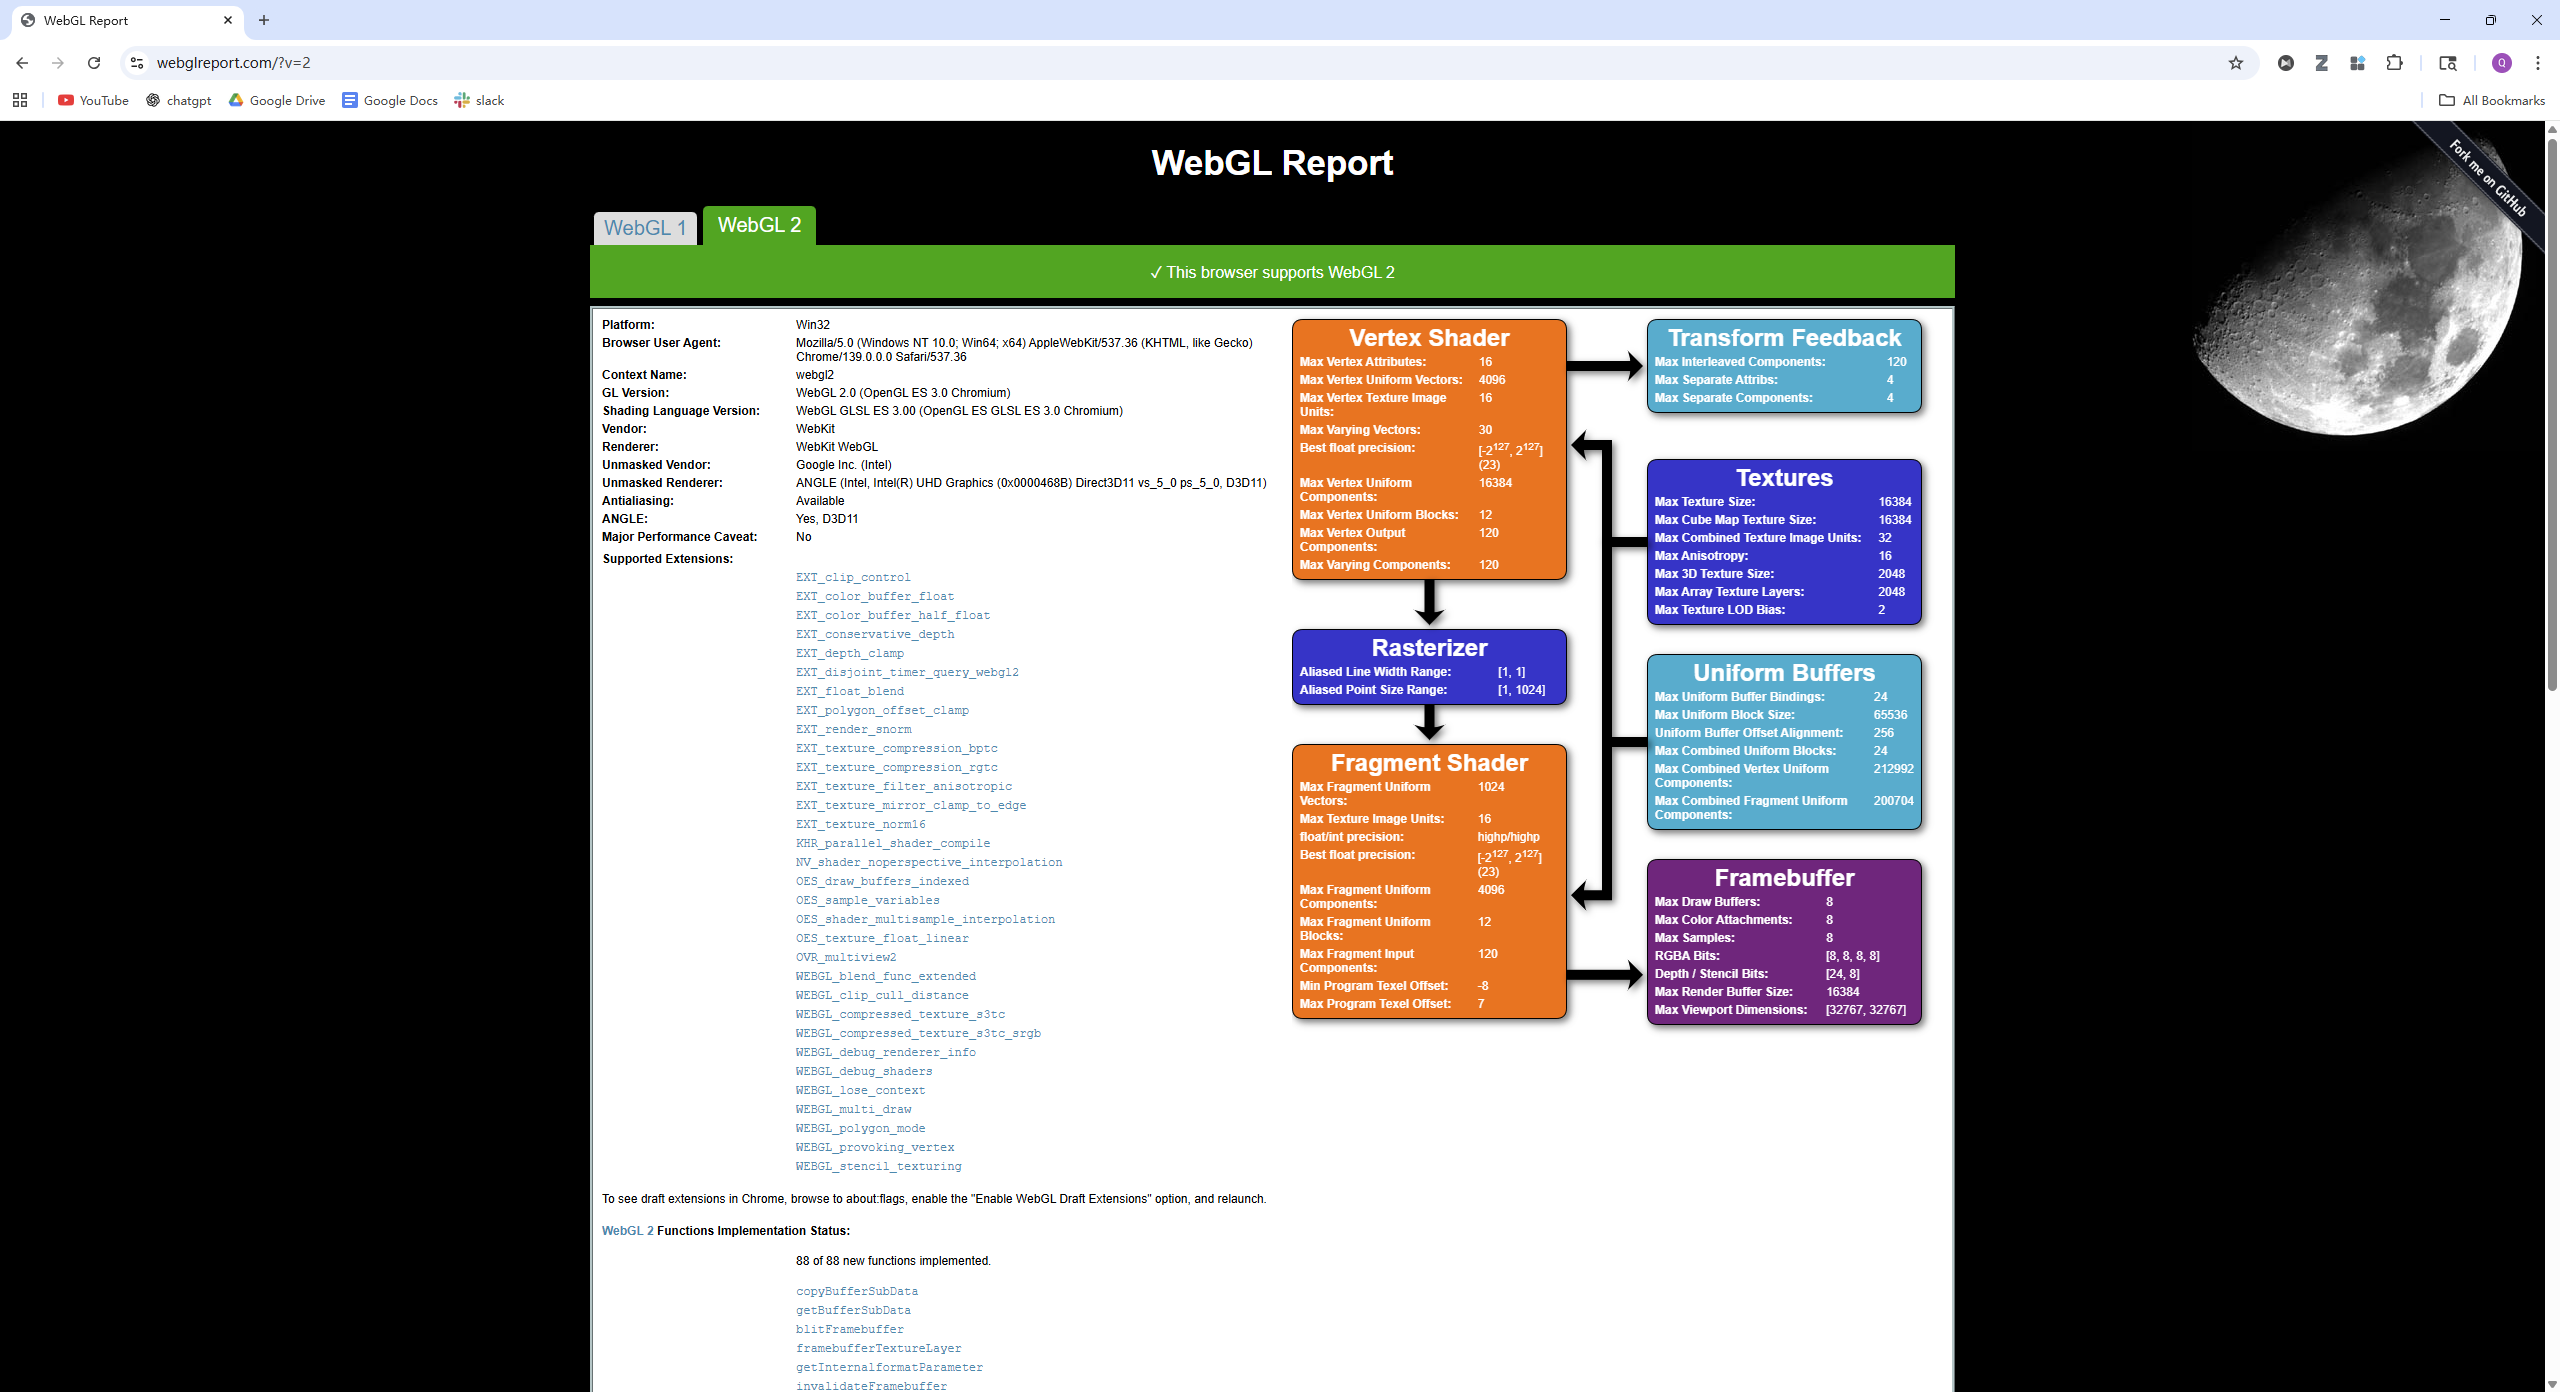 WebGL Report
webglreport.com/?v=2
YouTube
chatgpt
Google Drive
Google Docs
slack
All Bookmarks
WebGL Report
Fork me on GitHub
WebGL 1
WebGL 2
✓ This browser supports WebGL 2
Platform: Win32
Browser User Agent: Mozilla/5.0 (Windows NT 10.0; Win64; x64) AppleWebKit/537.36 (KHTML, like Gecko)
Chrome/139.0.0.0 Safari/537.36
Context Name: webgl2
GL Version: WebGL 2.0 (OpenGL ES 3.0 Chromium)
Shading Language Version: WebGL GLSL ES 3.00 (OpenGL ES GLSL ES 3.0 Chromium)
Vendor: WebKit
Renderer: WebKit WebGL
Unmasked Vendor: Google Inc. (Intel)
Unmasked Renderer: ANGLE (Intel, Intel(R) UHD Graphics (0x0000468B) Direct3D11 vs_5_0 ps_5_0, D3D11)
Antialiasing: Available
ANGLE: Yes, D3D11
Major Performance Caveat: No
Supported Extensions:
EXT_clip_control
EXT_color_buffer_float
EXT_color_buffer_half_float
EXT_conservative_depth
EXT_depth_clamp
EXT_disjoint_timer_query_webgl2
EXT_float_blend
EXT_polygon_offset_clamp
EXT_render_snorm
EXT_texture_compression_bptc
EXT_texture_compression_rgtc
EXT_texture_filter_anisotropic
EXT_texture_mirror_clamp_to_edge
EXT_texture_norm16
KHR_parallel_shader_compile
NV_shader_noperspective_interpolation
OES_draw_buffers_indexed
OES_sample_variables
OES_shader_multisample_interpolation
OES_texture_float_linear
OVR_multiview2
WEBGL_blend_func_extended
WEBGL_clip_cull_distance
WEBGL_compressed_texture_s3tc
WEBGL_compressed_texture_s3tc_srgb
WEBGL_debug_renderer_info
WEBGL_debug_shaders
WEBGL_lose_context
WEBGL_multi_draw
WEBGL_polygon_mode
WEBGL_provoking_vertex
WEBGL_stencil_texturing
To see draft extensions in Chrome, browse to about:flags, enable the "Enable WebGL Draft Extensions" option, and relaunch.
WebGL 2 Functions Implementation Status:
88 of 88 new functions implemented.
copyBufferSubData
getBufferSubData
blitFramebuffer
framebufferTextureLayer
getInternalformatParameter
invalidateFramebuffer
Vertex Shader
Max Vertex Attributes: 16
Max Vertex Uniform Vectors: 4096
Max Vertex Texture Image 16
Units:
Max Varying Vectors: 30
Best float precision: [-2¹²⁷, 2¹²⁷]
(23)
Max Vertex Uniform 16384
Components:
Max Vertex Uniform Blocks: 12
Max Vertex Output 120
Components:
Max Varying Components: 120
Rasterizer
Aliased Line Width Range: [1, 1]
Aliased Point Size Range: [1, 1024]
Fragment Shader
Max Fragment Uniform 1024
Vectors:
Max Texture Image Units: 16
float/int precision: highp/highp
Best float precision: [-2¹²⁷, 2¹²⁷]
(23)
Max Fragment Uniform 4096
Components:
Max Fragment Uniform 12
Blocks:
Max Fragment Input 120
Components:
Min Program Texel Offset: -8
Max Program Texel Offset: 7
Transform Feedback
Max Interleaved Components: 120
Max Separate Attribs: 4
Max Separate Components: 4
Textures
Max Texture Size: 16384
Max Cube Map Texture Size: 16384
Max Combined Texture Image Units: 32
Max Anisotropy: 16
Max 3D Texture Size: 2048
Max Array Texture Layers: 2048
Max Texture LOD Bias: 2
Uniform Buffers
Max Uniform Buffer Bindings: 24
Max Uniform Block Size: 65536
Uniform Buffer Offset Alignment: 256
Max Combined Uniform Blocks: 24
Max Combined Vertex Uniform 212992
Components:
Max Combined Fragment Uniform 200704
Components:
Framebuffer
Max Draw Buffers: 8
Max Color Attachments: 8
Max Samples: 8
RGBA Bits: [8, 8, 8, 8]
Depth / Stencil Bits: [24, 8]
Max Render Buffer Size: 16384
Max Viewport Dimensions: [32767, 32767]